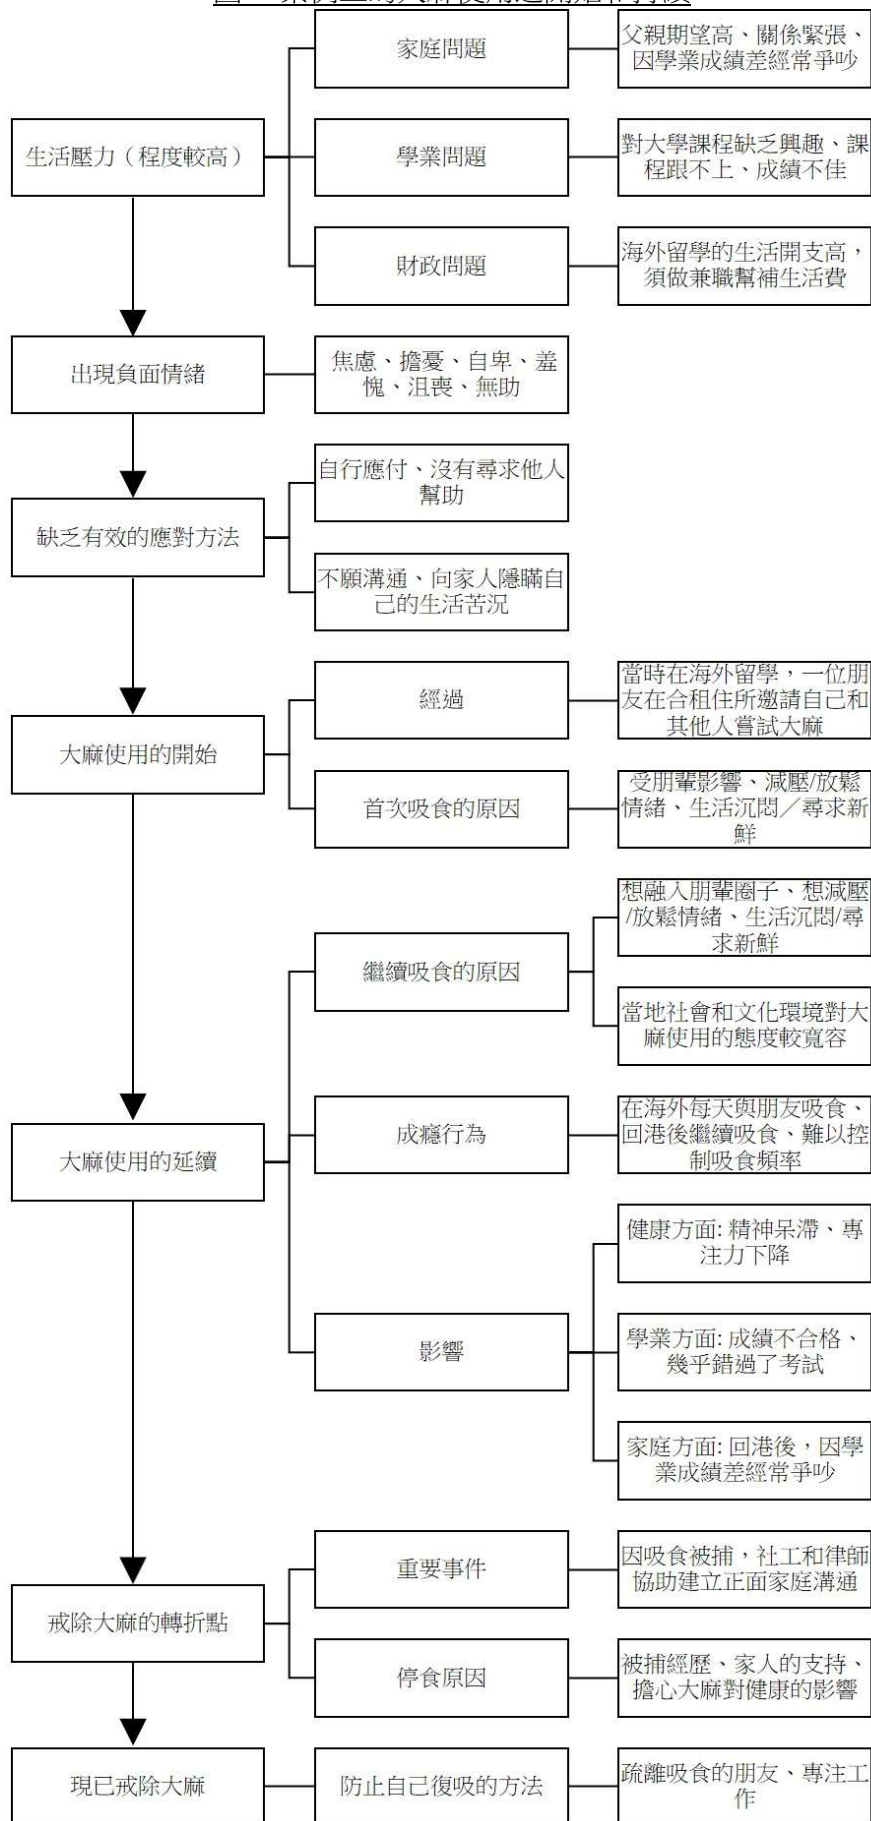 家庭問題
父親期望高、關係緊張、
因學業成績差經常爭吵
生活壓力（程度較高）
學業問題
對大學課程缺乏興趣、課
程跟不上、成績不佳
財政問題
海外留學的生活開支高，
須做兼職幫補生活費
出現負面情緒
焦慮、擔憂、自卑、羞
愧、沮喪、無助
缺乏有效的應對方法
自行應付、沒有尋求他人
幫助
不願溝通、向家人隱瞞自
己的生活苦況
大麻使用的開始
經過
當時在海外留學，一位朋
友在合租住所邀請自己和
其他人嘗試大麻
首次吸食的原因
受朋輩影響、減壓/放鬆
情緒、生活沉悶／尋求新
鮮
大麻使用的延續
繼續吸食的原因
想融入朋輩圈子、想減壓
/放鬆情緒、生活沉悶/尋
求新鮮
當地社會和文化環境對大
麻使用的態度較寬容
成癮行為
在海外每天與朋友吸食、
回港後繼續吸食、難以控
制吸食頻率
影響
健康方面: 精神呆滯、專
注力下降
學業方面: 成績不合格、
幾乎錯過了考試
家庭方面: 回港後，因學
業成績差經常爭吵
戒除大麻的轉折點
重要事件
因吸食被捕，社工和律師
協助建立正面家庭溝通
停食原因
被捕經歷、家人的支持、
擔心大麻對健康的影響
現已戒除大麻
防止自己復吸的方法
疏離吸食的朋友、專注工
作